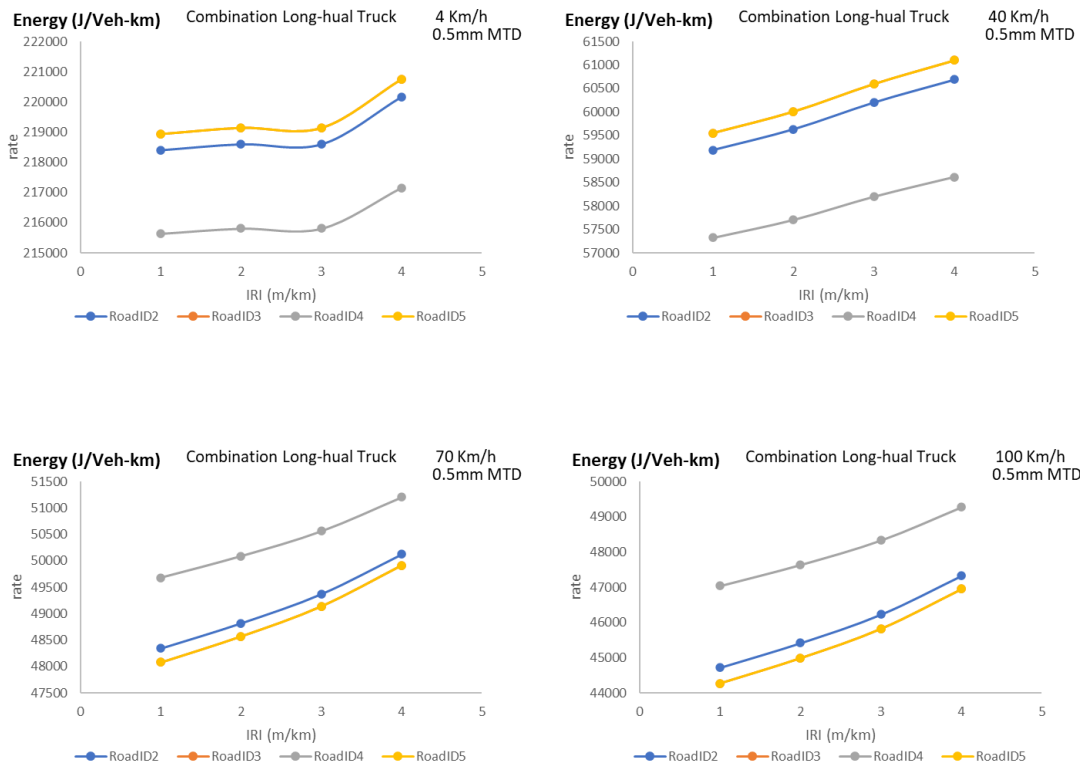 Energy (J/Veh-km) Combination Long-hual Truck 4 Km/h
0.5mm MTD
222000
221000
220000
219000
218000
217000
216000
215000
rate
0 1 2 3 4 5
IRI (m/km)
RoadID2 RoadID3 RoadID4 RoadID5
Energy (J/Veh-km) Combination Long-hual Truck 40 Km/h
0.5mm MTD
61500
61000
60500
60000
59500
59000
58500
58000
57500
57000
rate
0 1 2 3 4 5
IRI (m/km)
RoadID2 RoadID3 RoadID4 RoadID5
Energy (J/Veh-km) Combination Long-hual Truck 70 Km/h
0.5mm MTD
51500
51000
50500
50000
49500
49000
48500
48000
47500
rate
0 1 2 3 4 5
IRI (m/km)
RoadID2 RoadID3 RoadID4 RoadID5
Energy (J/Veh-km) Combination Long-hual Truck 100 Km/h
0.5mm MTD
50000
49000
48000
47000
46000
45000
44000
rate
0 1 2 3 4 5
IRI (m/km)
RoadID2 RoadID3 RoadID4 RoadID5